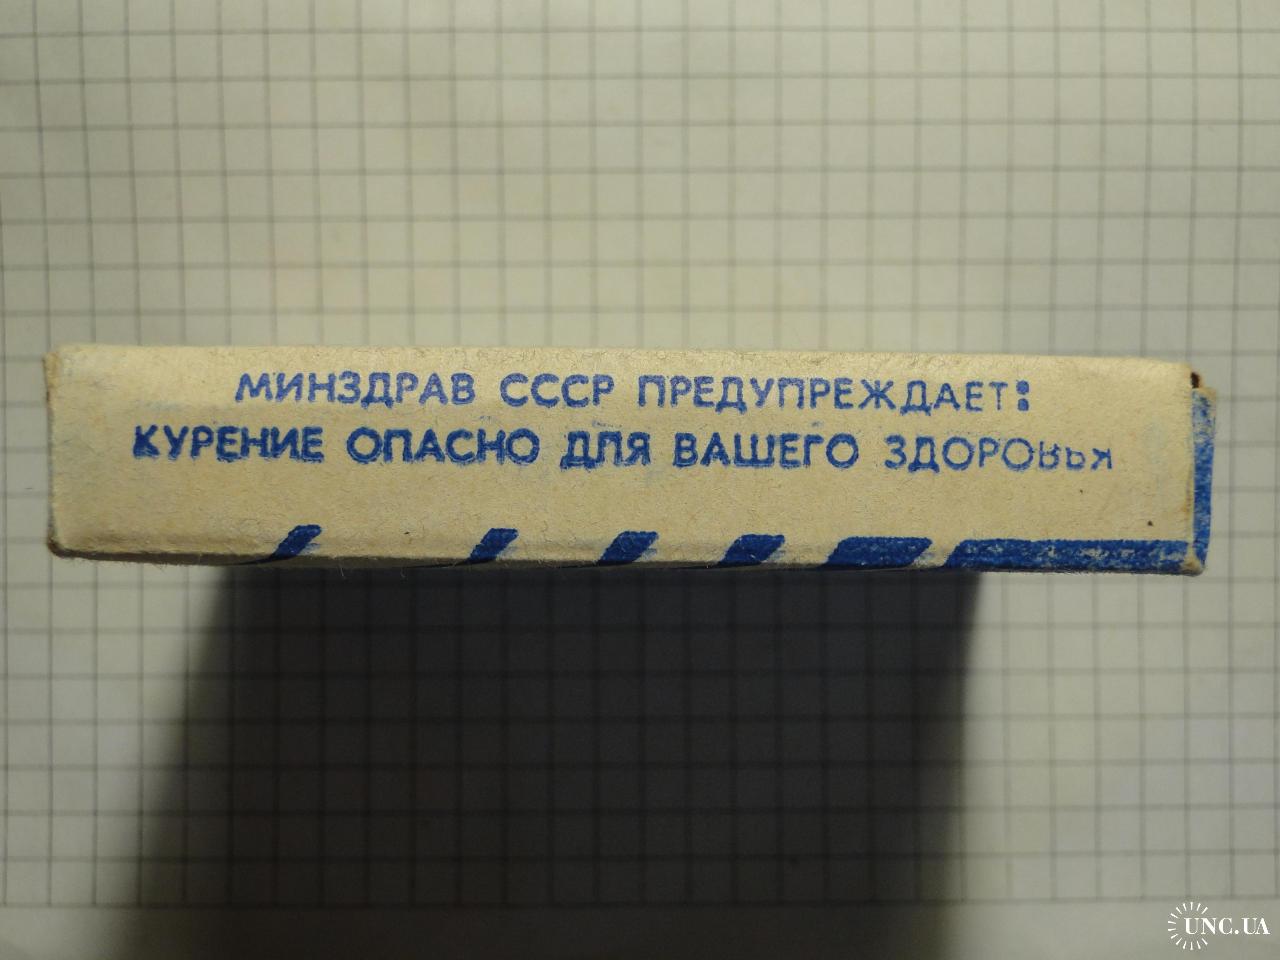 МИНЗДРАВ СССР ПРЕДУПРЕЖДАЕТ:
КУРЕНИЕ ОПАСНО ДЛЯ ВАШЕГО ЗДОРОВЬЯ
UNC.UA